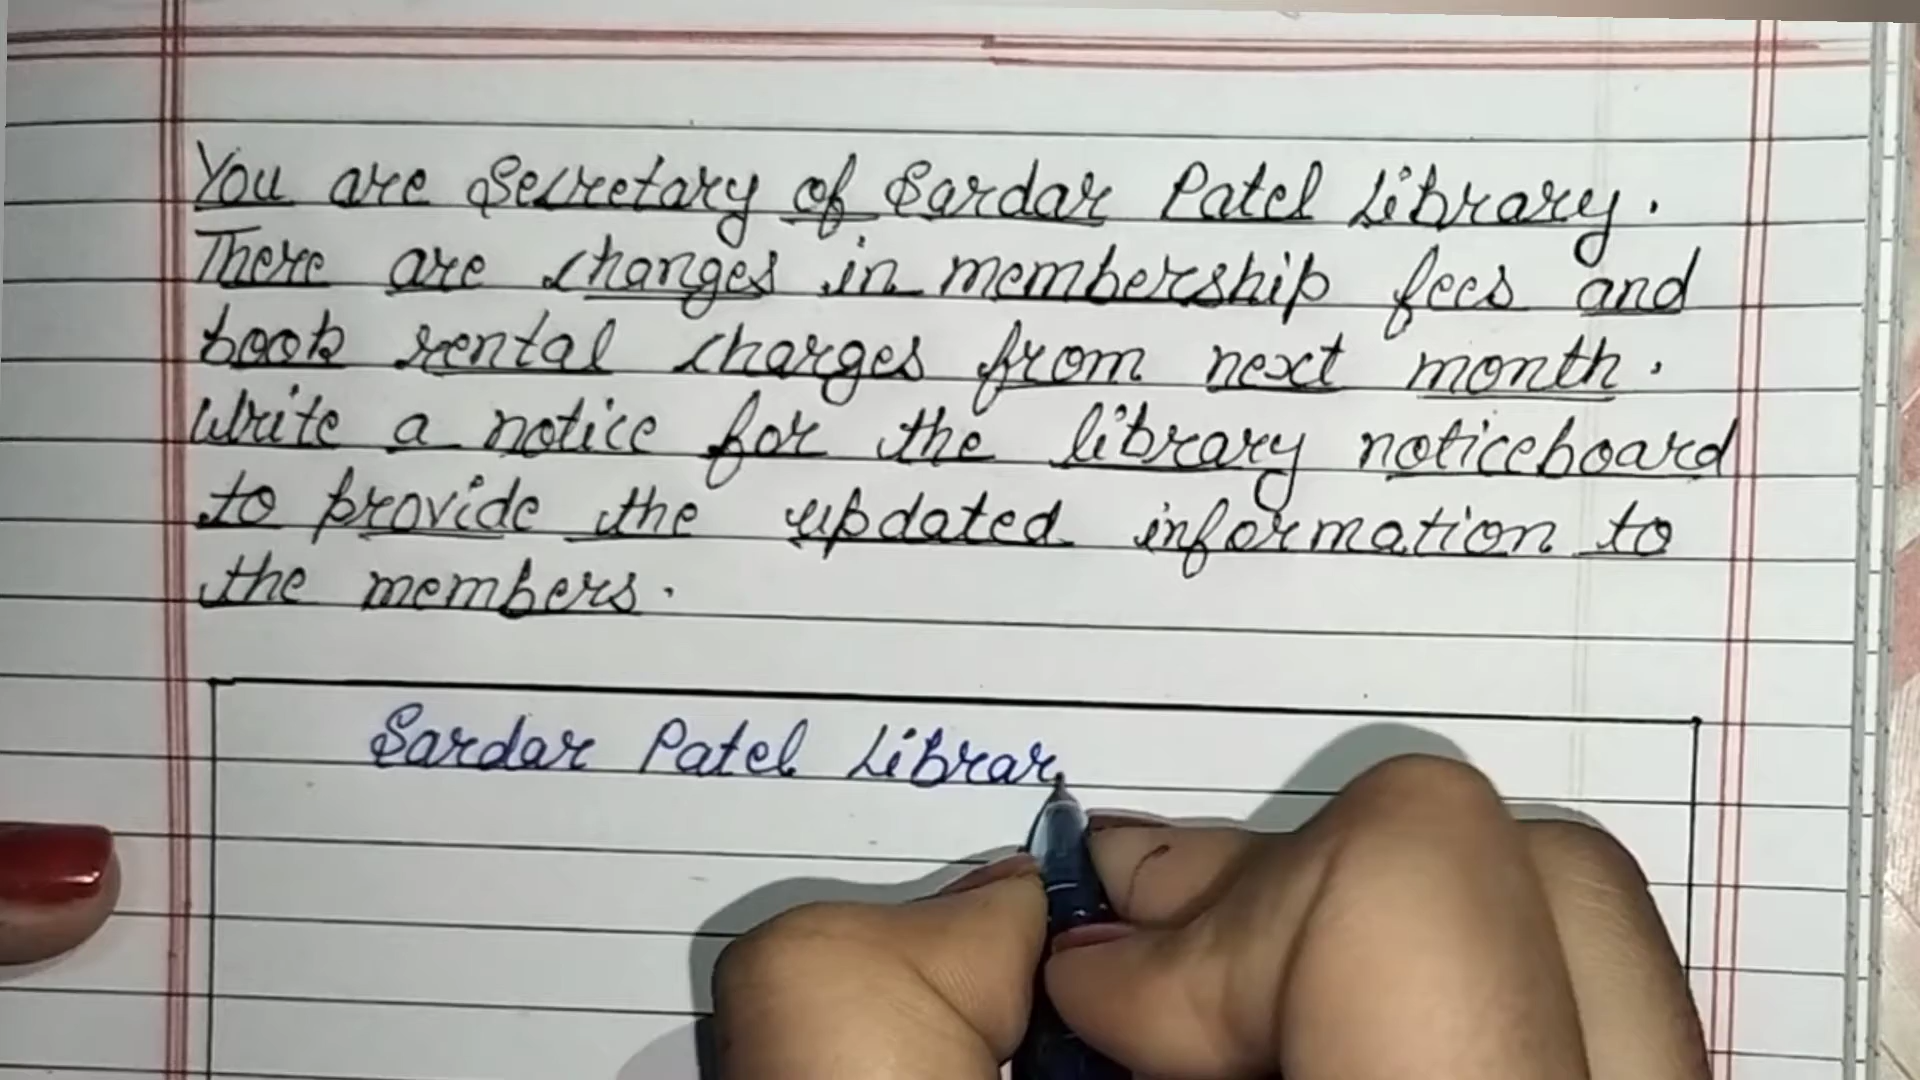 You are Secretary of Sardar Patel Library.
There are changes in membership fees and
book rental charges from next month.
Write a notice for the library noticeboard
to provide the updated information to
the members.
Sardar Patel Librar